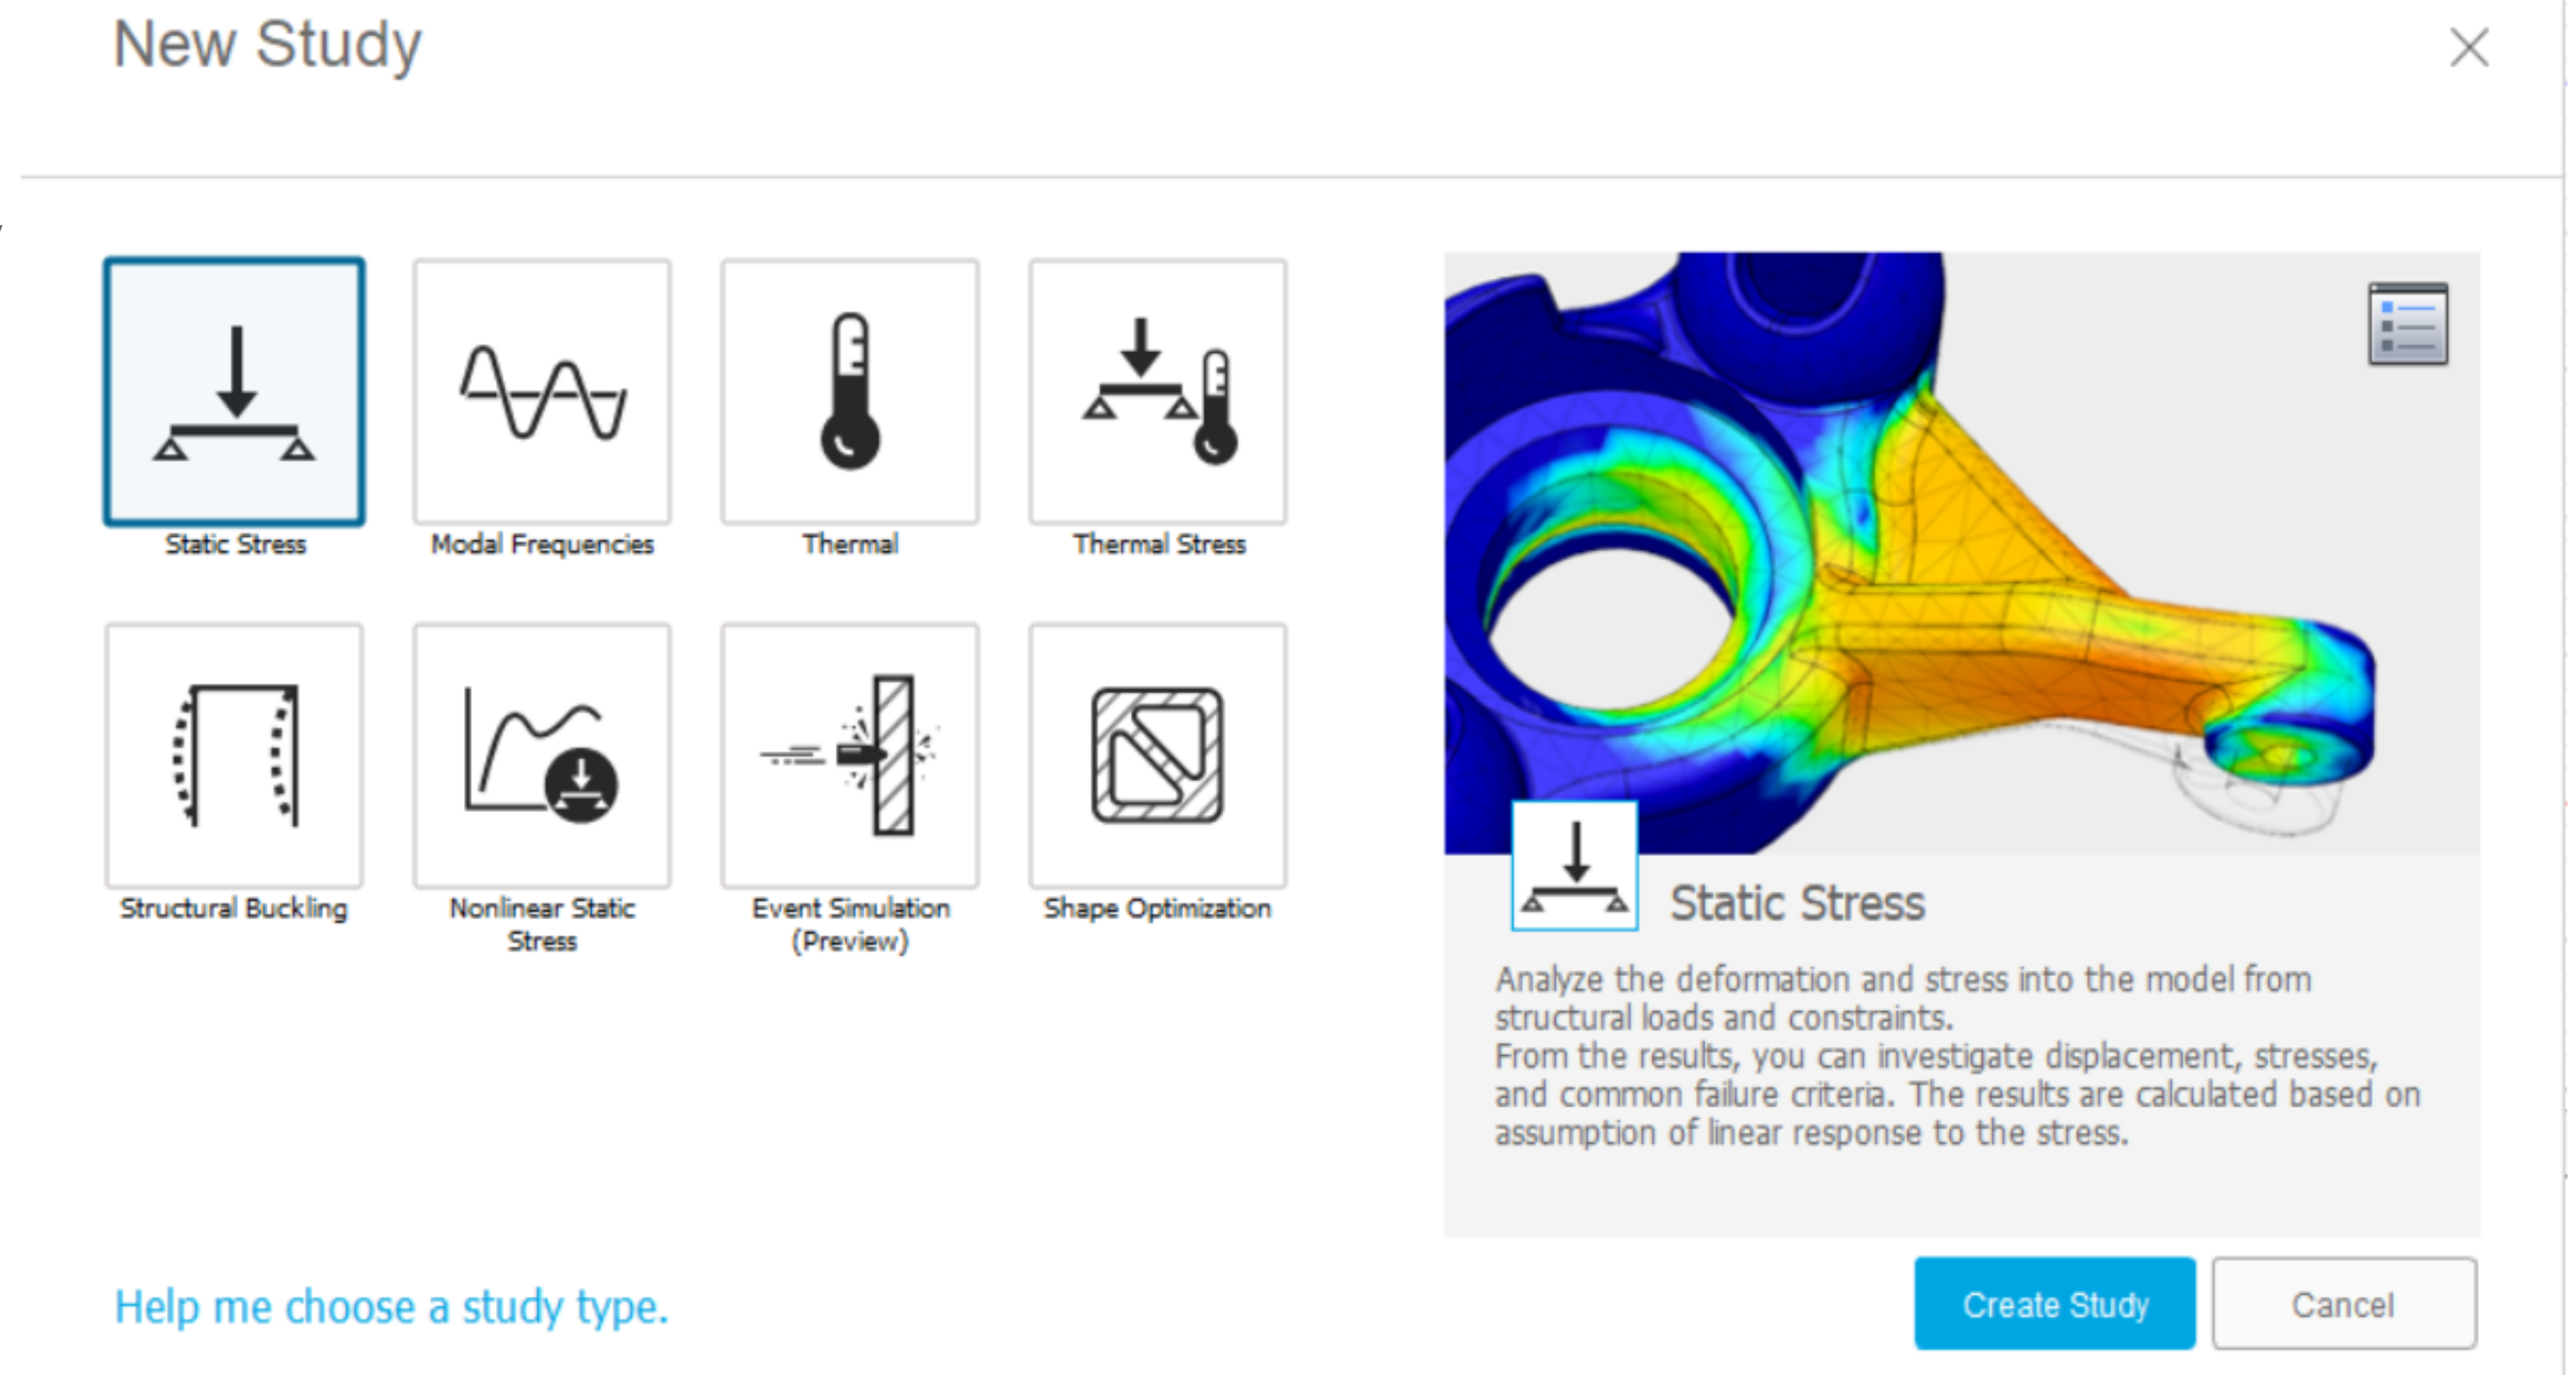 New Study
Static Stress
Modal Frequencies
Thermal
Thermal Stress
Structural Buckling
Nonlinear Static
Stress
Event Simulation
(Preview)
Shape Optimization
Static Stress
Analyze the deformation and stress into the model from
structural loads and constraints.
From the results, you can investigate displacement, stresses,
and common failure criteria. The results are calculated based on
assumption of linear response to the stress.
Help me choose a study type.
Create Study
Cancel